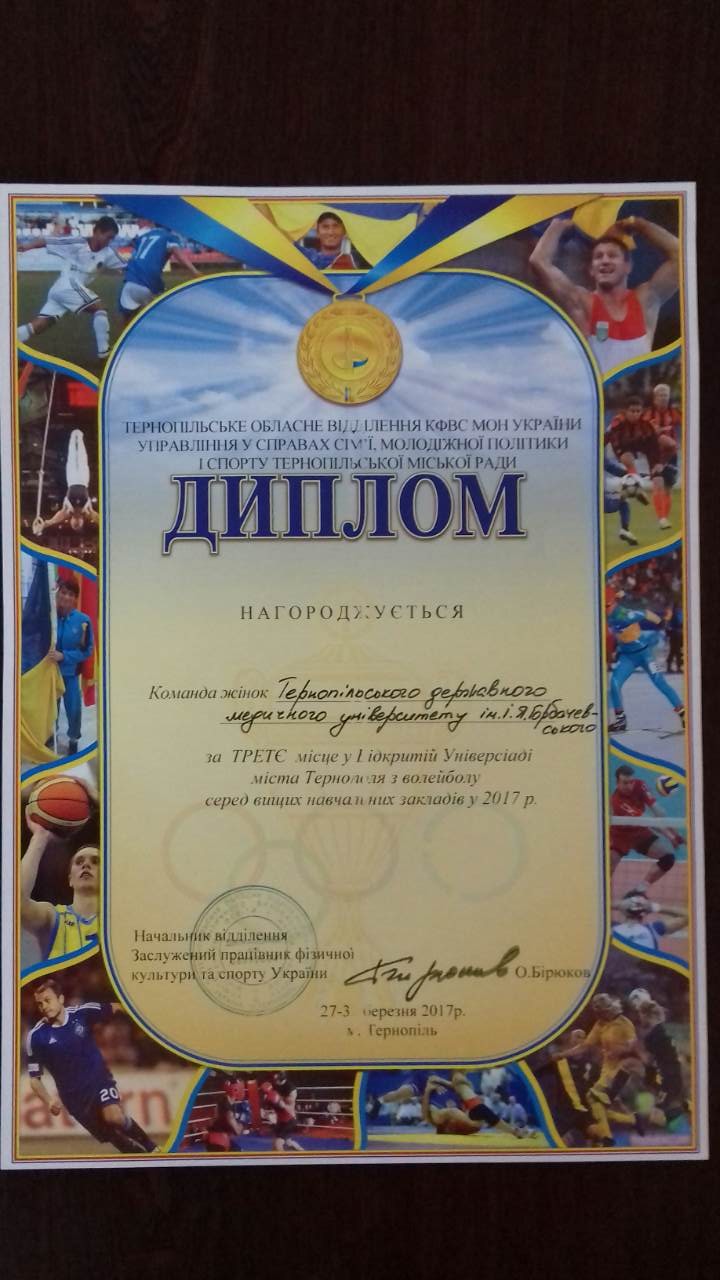 ТЕРНОПІЛЬСЬКЕ ОБЛАСНЕ ВІДДІЛЕННЯ КФВС МОН УКРАЇНИ
УПРАВЛІННЯ У СПРАВАХ СІМ'Ї, МОЛОДІЖНОЇ ПОЛІТИКИ
І СПОРТУ ТЕРНОПІЛЬСЬКОЇ МІСЬКОЇ РАДИ
ДИПЛОМ
НАГОРОДЖУЄТЬСЯ
Команда жінок Тернопільського державного
медичного університету ім.І.Я.Горбачев-
ського
за ТРЕТЄ місце у Відкритій Універсіаді
міста Тернополя з волейболу
серед вищих навчальних закладів у 2017 р.
Начальник відділення
Заслужений працівник фізичної
культури та спорту України
О.Бірюков
березня 2017р.
м. Тернопіль
17
20